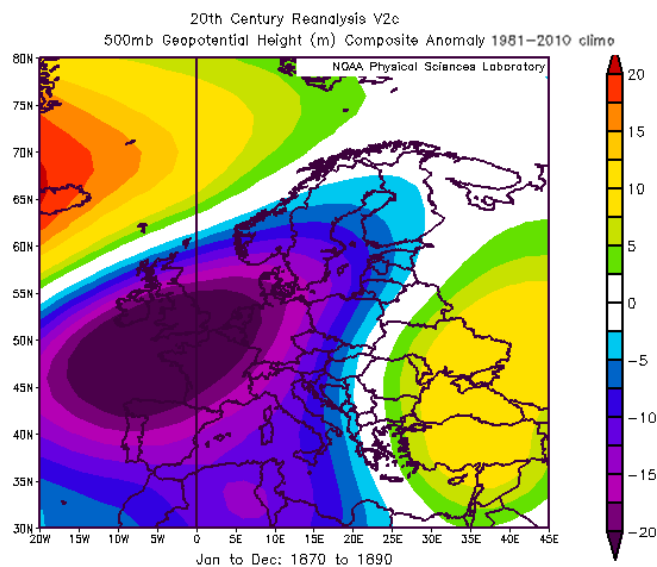 20th Century Reanalysis V2c
500mb Geopotential Height (m) Composite Anomaly 1981-2010 climo
NOAA Physical Sciences Laboratory
80N
75N
70N
65N
60N
55N
50N
45N
40N
35N
30N
20W 15W 10W 5W 0 5E 10E 15E 20E 25E 30E 35E 40E 45E
20
15
10
5
0
-5
-10
-15
-20
Jan to Dec: 1870 to 1890